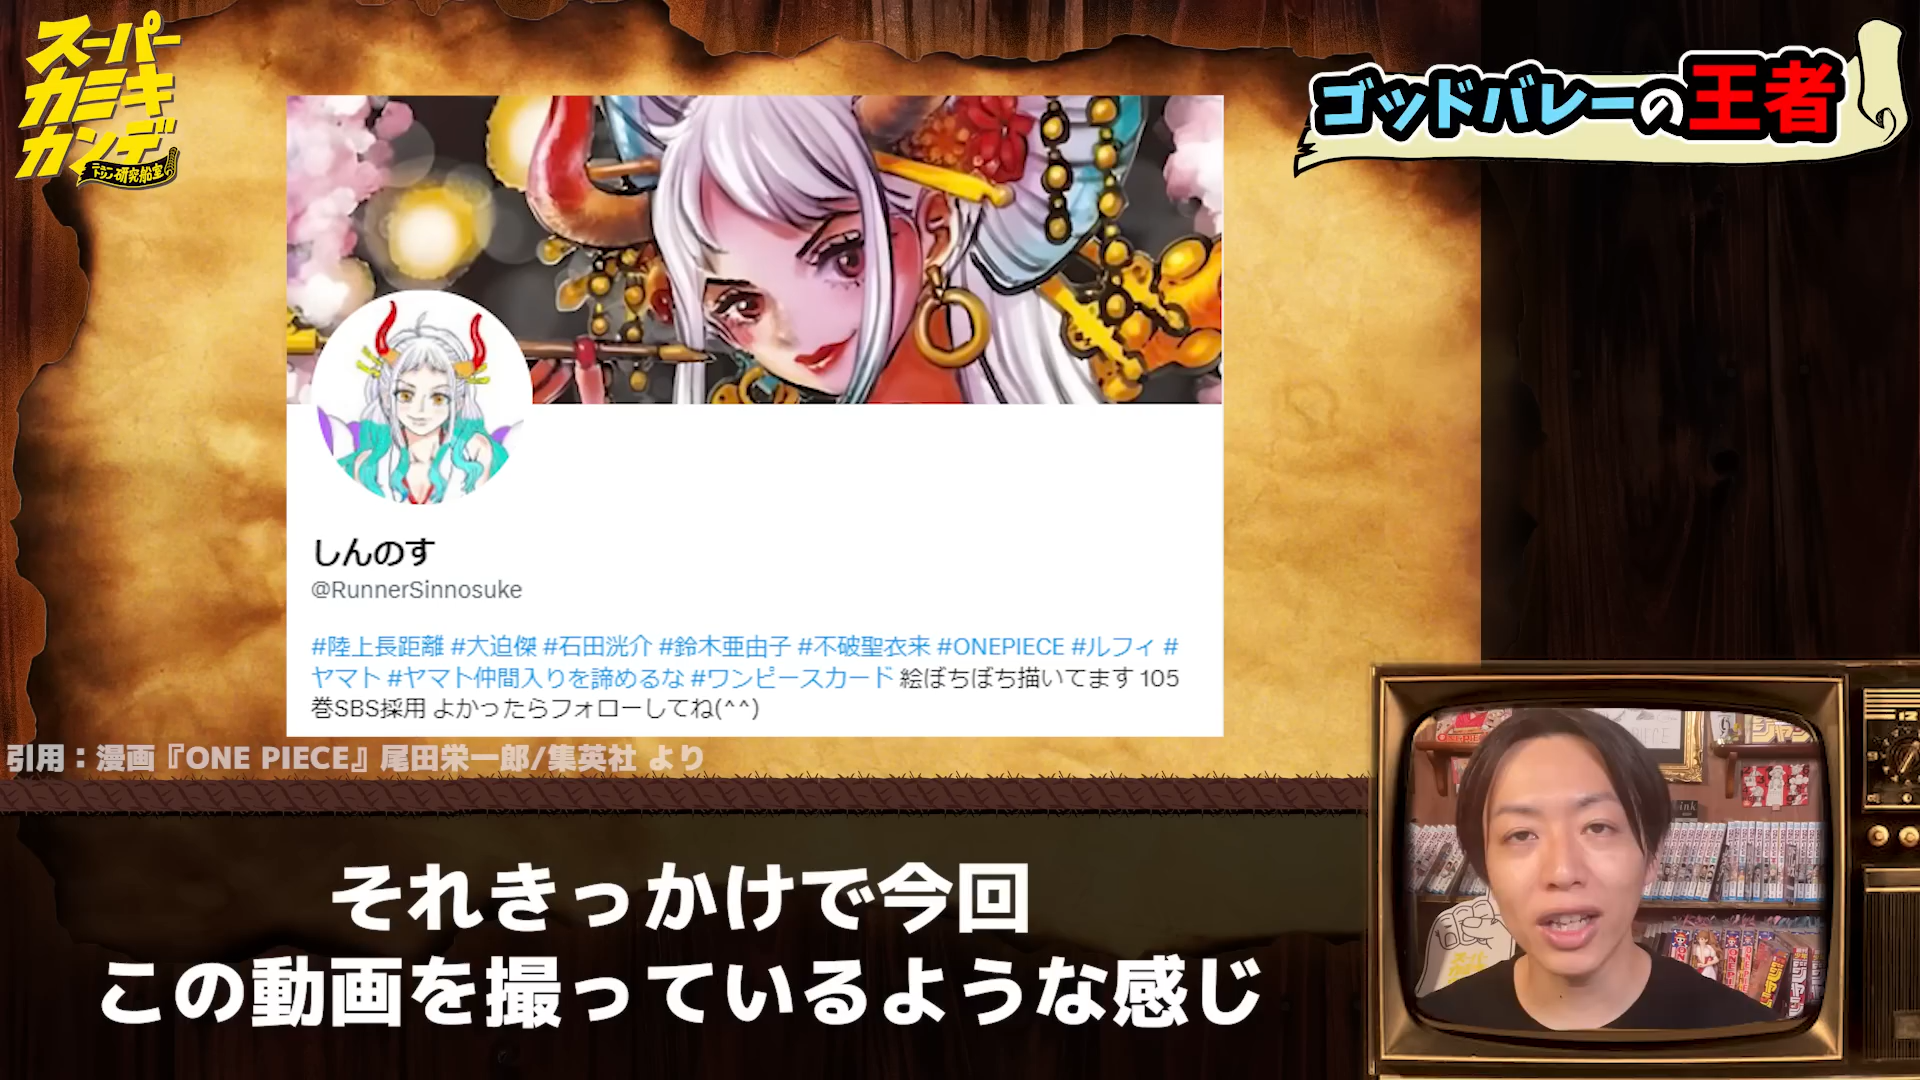 スーパー
カミキ
カンデ
研究船室
ゴッドバレーの王者
しんのす
@RunnerSinnosuke
#陸上長距離 #大迫傑 #石田洸介 #鈴木亜由子 #不破聖衣来 #ONEPIECE #ルフィ #
ヤマト #ヤマト仲間入りを諦めるな #ワンピースカード 絵ぼちぼち描いてます 105
巻SBS採用 よかったらフォローしてね(^^)
引用：漫画『ONE PIECE』尾田栄一郎/集英社 より
それきっかけで今回
この動画を撮っているような感じ
12